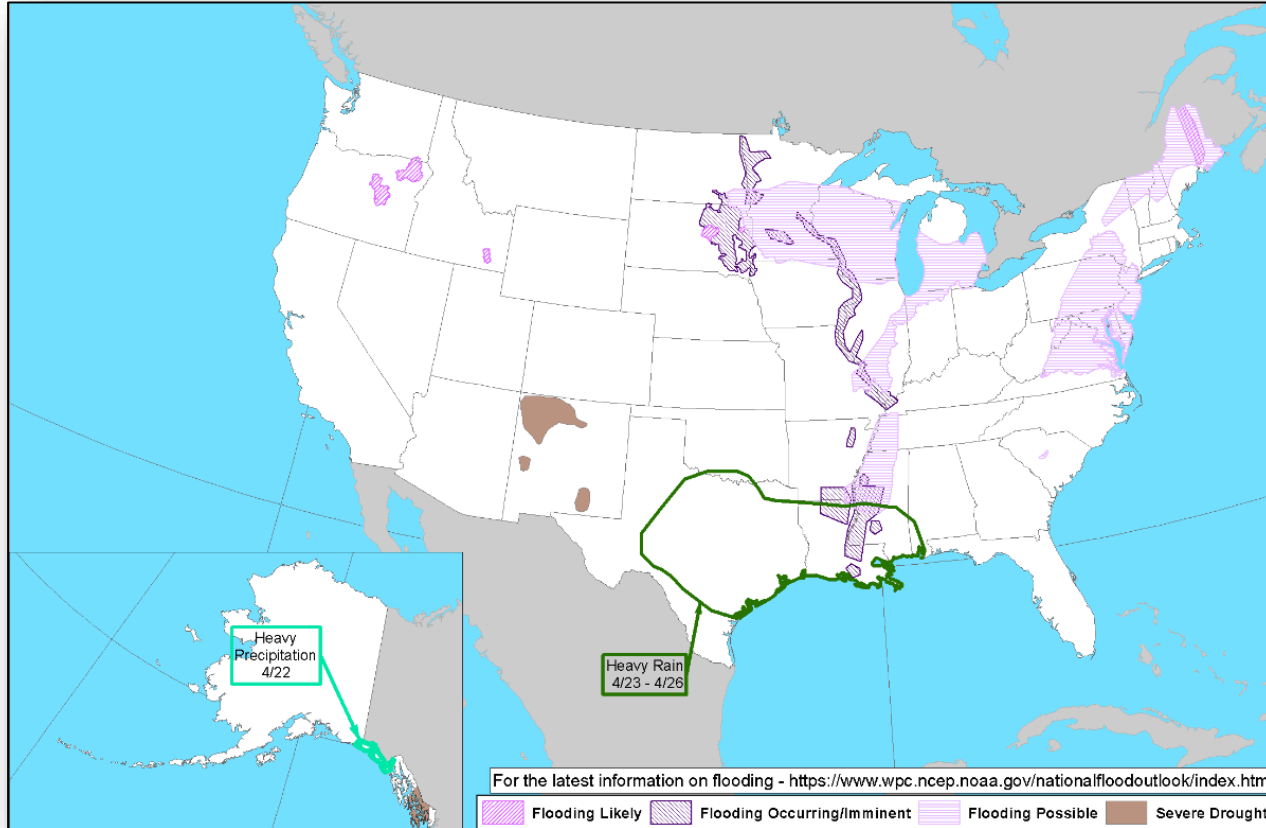 Heavy
Precipitation
4/22
Heavy Rain
4/23 - 4/26
For the latest information on flooding - https://www.wpc.ncep.noaa.gov/nationalfloodoutlook/index.htm
Flooding Likely
Flooding Occurring/Imminent
Flooding Possible
Severe Drought